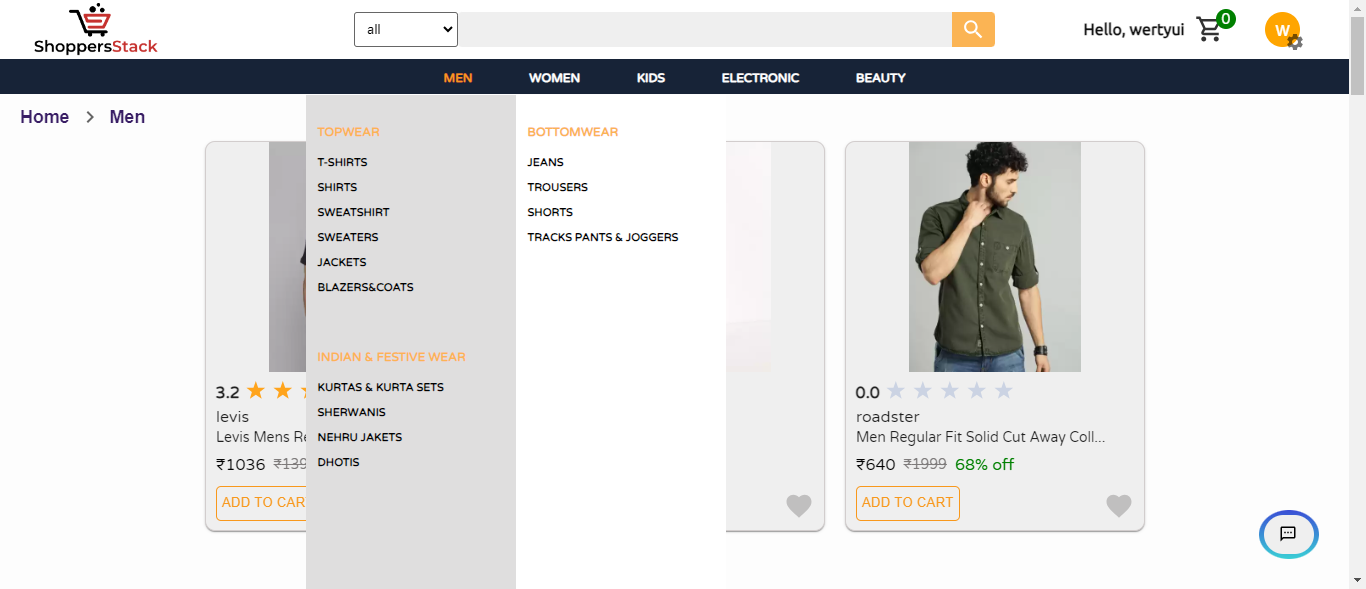 ShoppersStack
all
Hello, wertyui
0
W
MEN WOMEN KIDS ELECTRONIC BEAUTY
Home > Men
TOPWEAR
T-SHIRTS
SHIRTS
SWEATSHIRT
SWEATERS
JACKETS
BLAZERS&COATS
INDIAN & FESTIVE WEAR
KURTAS & KURTA SETS
SHERWANIS
NEHRU JAKETS
DHOTIS
BOTTOMWEAR
JEANS
TROUSERS
SHORTS
TRACKS PANTS & JOGGERS
3.2
levis
Levis Mens Re
₹1036 ₹139
ADD TO CAR
0.0
roadster
Men Regular Fit Solid Cut Away Coll...
₹640 ₹1999 68% off
ADD TO CART